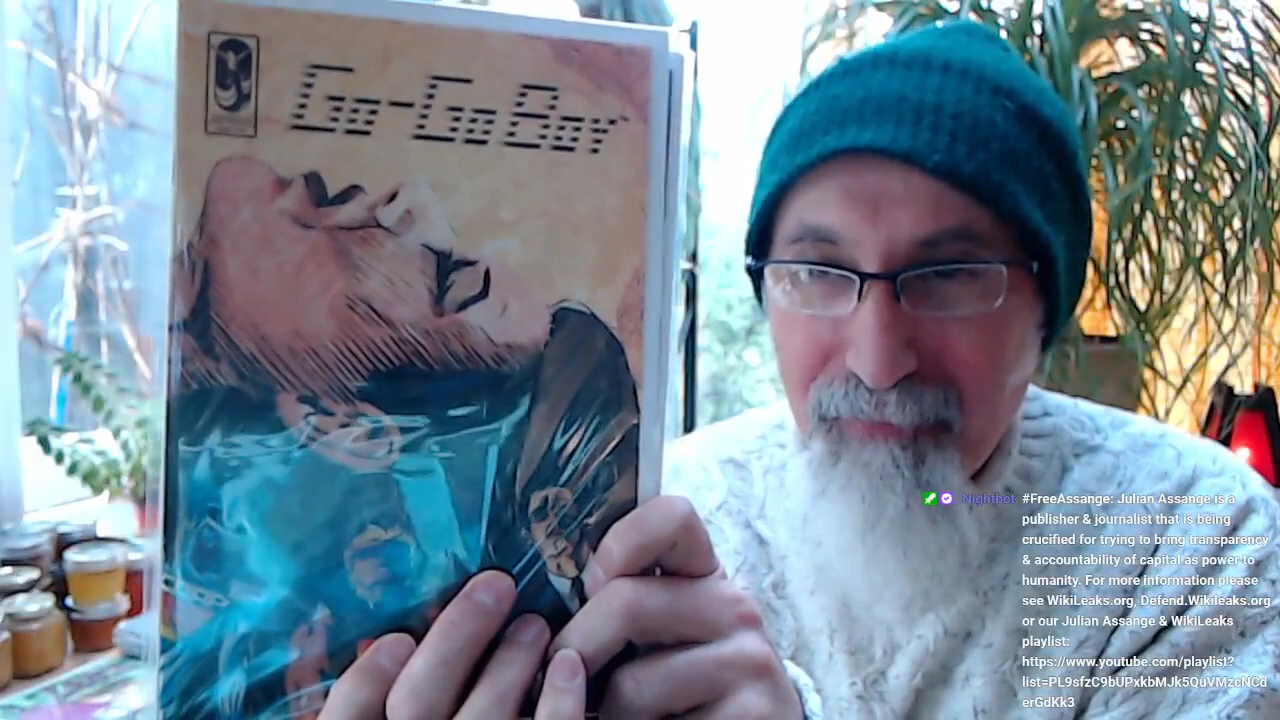 Go-Go Boy
Nightbot #FreeAssange: Julian Assange is a
publisher & journalist that is being
crucified for trying to bring transparency
& accountability of capital as power to
humanity. For more information please
see WikiLeaks.org, Defend.Wikileaks.org
or our Julian Assange & WikiLeaks
playlist:
https://www.youtube.com/playlist?
list=PL9sfzC9bUPxkbMJk5QuVMzcNCd
erGdKk3